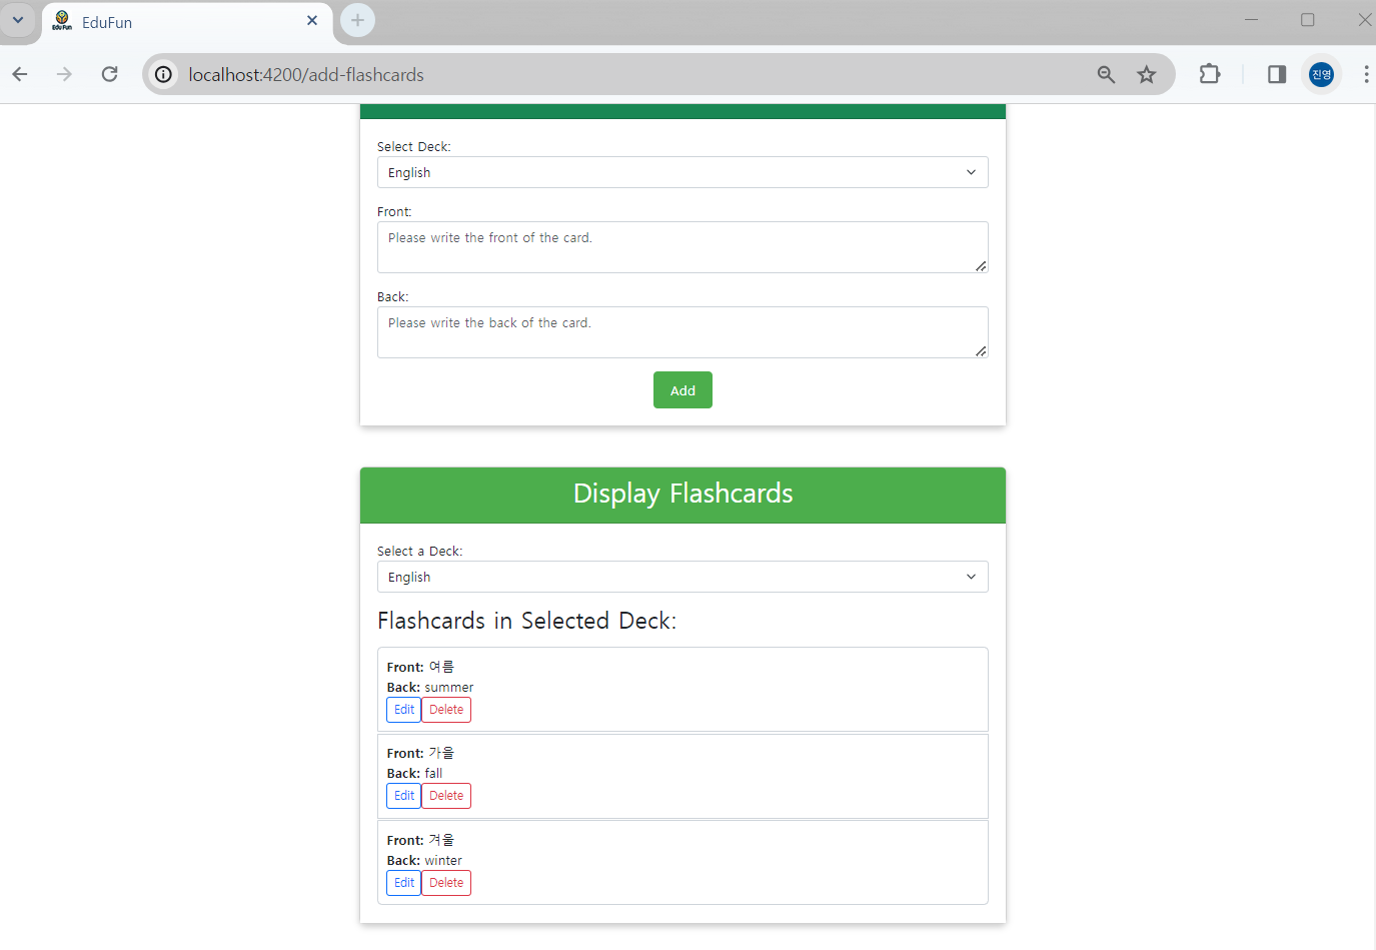 EduFun
localhost:4200/add-flashcards
진영
Select Deck:
English
Front:
Please write the front of the card.
Back:
Please write the back of the card.
Add
Display Flashcards
Select a Deck:
English
Flashcards in Selected Deck:
Front: 여름
Back: summer
Edit Delete
Front: 가을
Back: fall
Edit Delete
Front: 겨울
Back: winter
Edit Delete